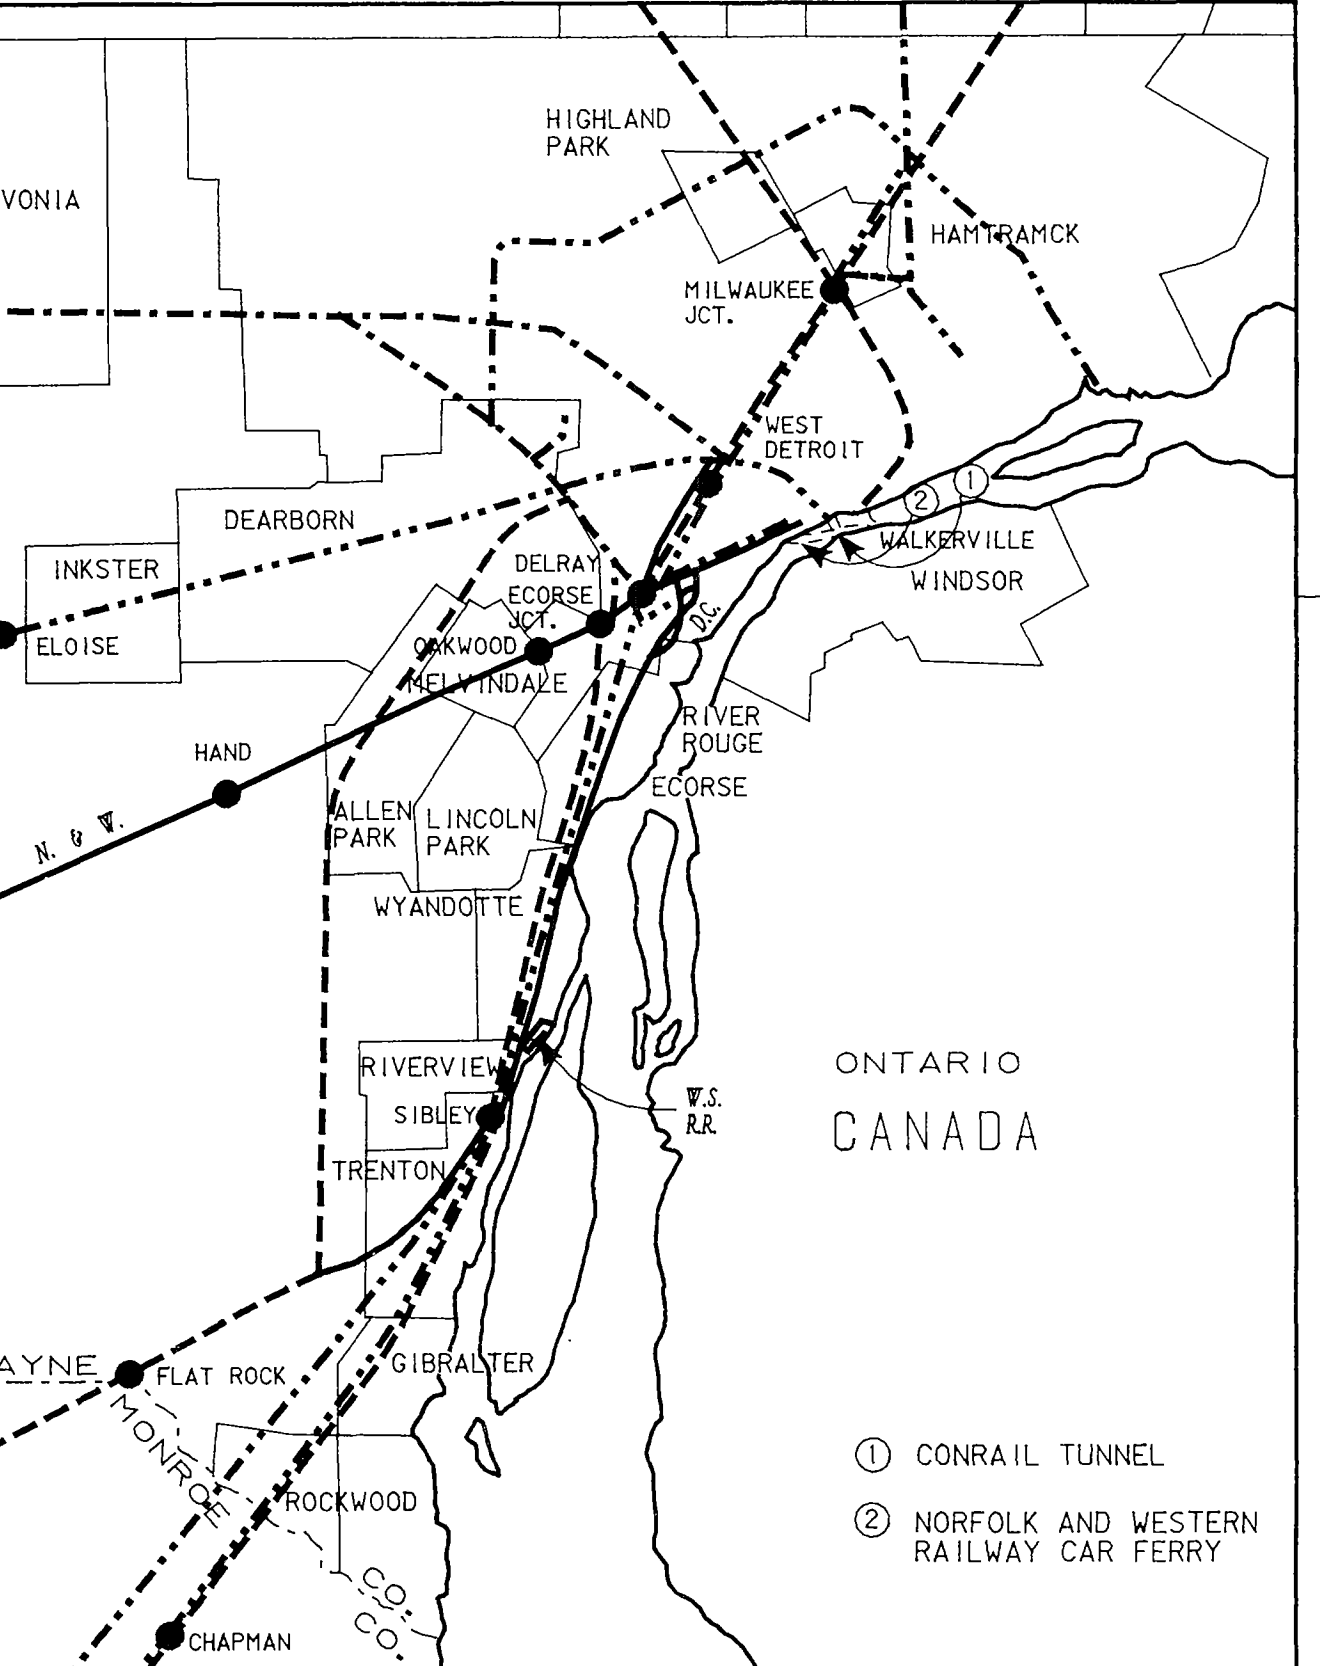 HIGHLAND
PARK
VONIA
HAMTRAMCK
MILWAUKEE
JCT.
WEST
DETROIT
1
2
DEARBORN
WALKERVILLE
INKSTER
DELRAY
WINDSOR
ECORSE
JCT.
D.C.
ELOISE
OAKWOOD
MELVINDALE
RIVER
ROUGE
HAND
ECORSE
ALLEN
PARK
LINCOLN
PARK
N. & W.
WYANDOTTE
ONTARIO
CANADA
RIVERVIEW
W.S.
R.R.
SIBLEY
TRENTON
GIBRALTER
AYNE
FLAT ROCK
MONROE
1 CONRAIL TUNNEL
ROCKWOOD
2 NORFOLK AND WESTERN
RAILWAY CAR FERRY
CO.
CO.
CHAPMAN